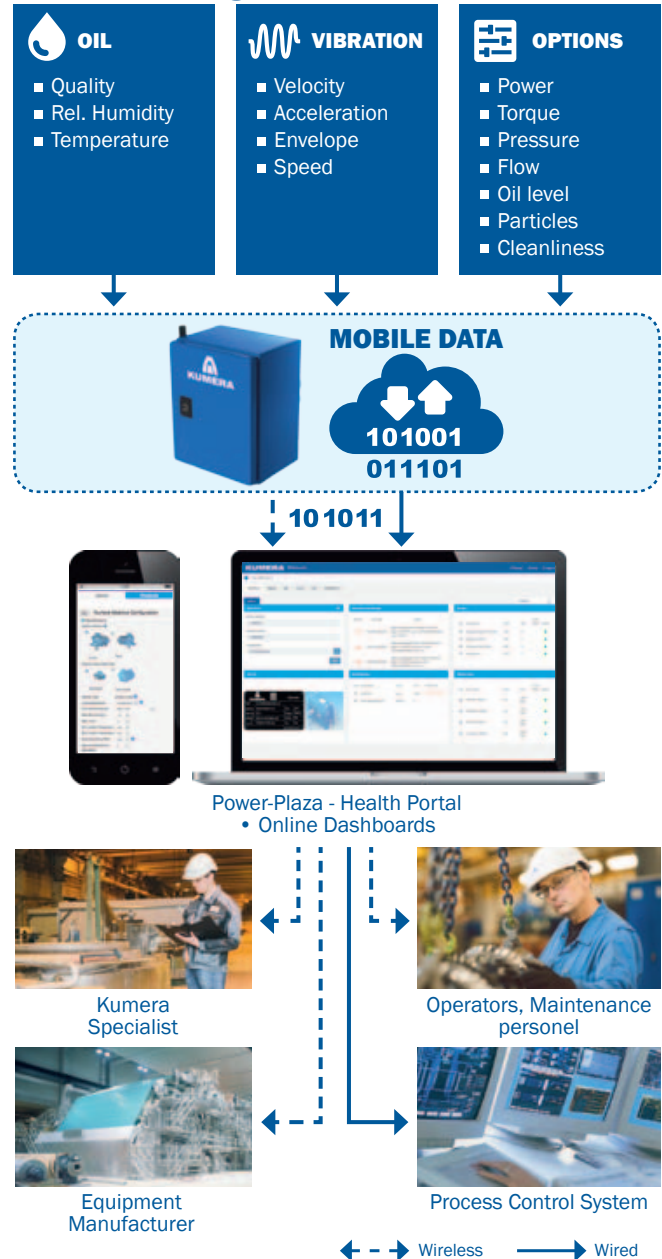 OIL
Quality
Rel. Humidity
Temperature
VIBRATION
Velocity
Acceleration
Envelope
Speed
OPTIONS
Power
Torque
Pressure
Flow
Oil level
Particles
Cleanliness
KUMERA
MOBILE DATA
101001
011101
101011
KUMERA
Power-Plaza - Health Portal
• Online Dashboards
Kumera
Specialist
Operators, Maintenance
personel
Equipment
Manufacturer
Process Control System
Wireless
Wired